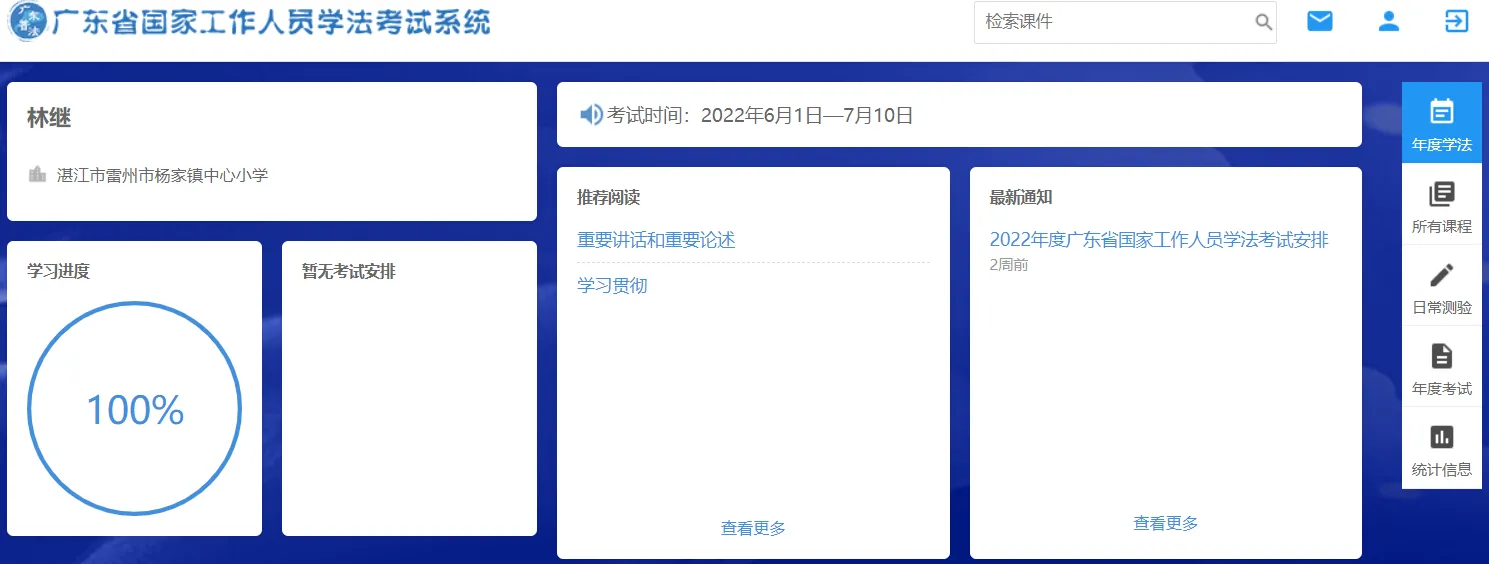 广东普法
广东省国家工作人员学法考试系统
检索课件
林继
湛江市雷州市杨家镇中心小学
学习进度
100%
暂无考试安排
考试时间：2022年6月1日—7月10日
推荐阅读
重要讲话和重要论述
学习贯彻
查看更多
最新通知
2022年度广东省国家工作人员学法考试安排
2周前
查看更多
年度学法
所有课程
日常测验
年度考试
统计信息